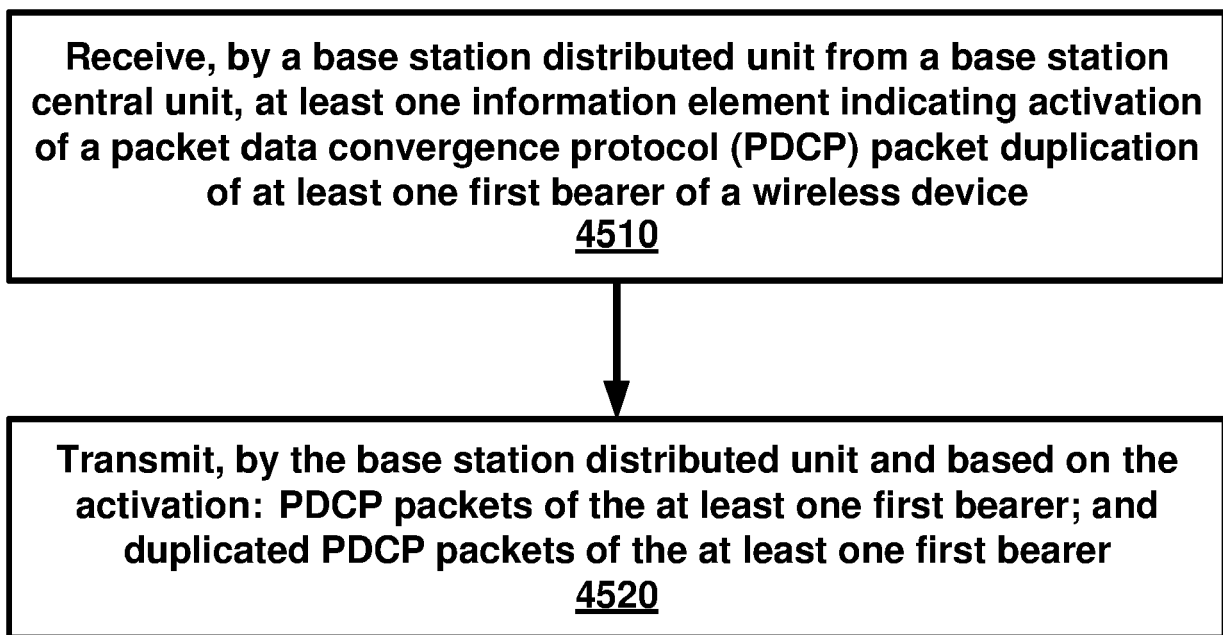 Receive, by a base station distributed unit from a base station
central unit, at least one information element indicating activation
of a packet data convergence protocol (PDCP) packet duplication
of at least one first bearer of a wireless device
4510
Transmit, by the base station distributed unit and based on the
activation: PDCP packets of the at least one first bearer; and
duplicated PDCP packets of the at least one first bearer
4520